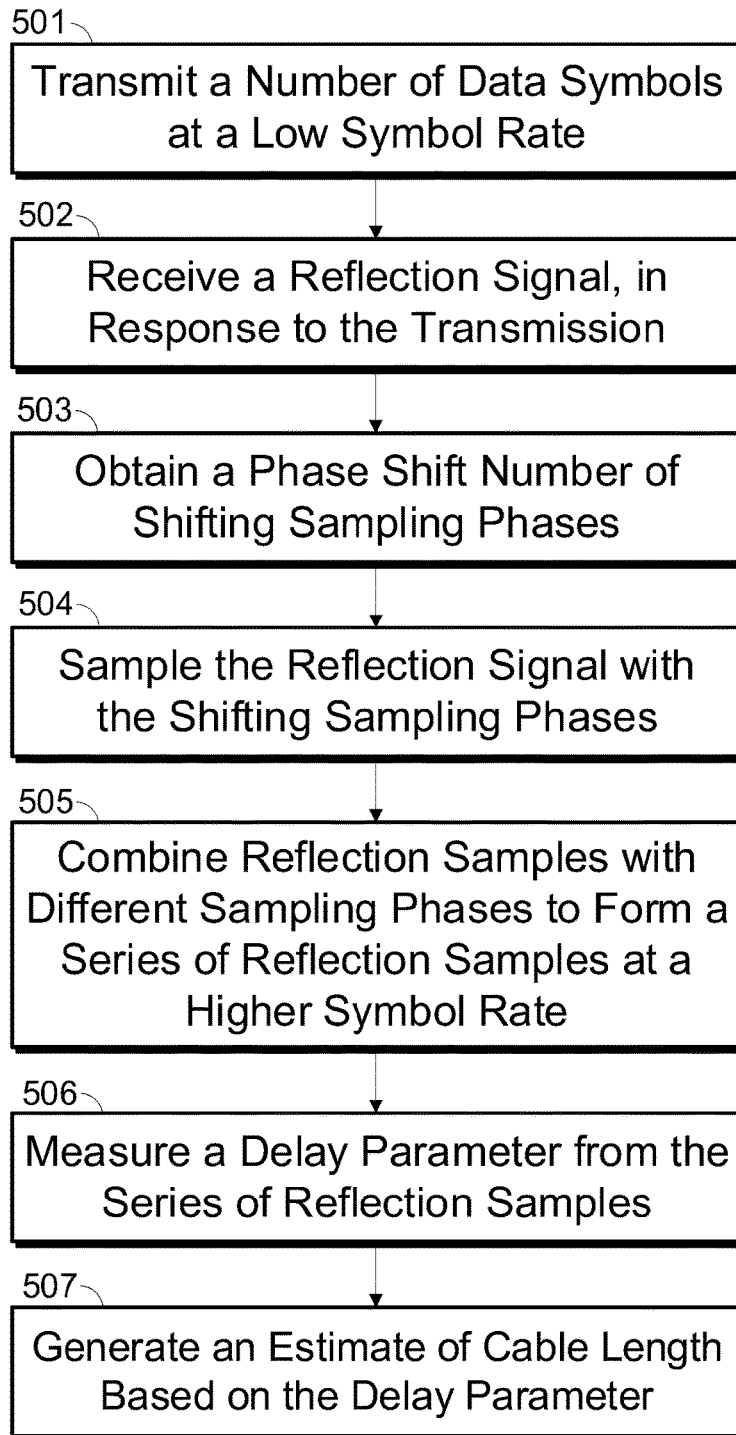 501
Transmit a Number of Data Symbols
at a Low Symbol Rate
502
Receive a Reflection Signal, in
Response to the Transmission
503
Obtain a Phase Shift Number of
Shifting Sampling Phases
504
Sample the Reflection Signal with
the Shifting Sampling Phases
505
Combine Reflection Samples with
Different Sampling Phases to Form a
Series of Reflection Samples at a
Higher Symbol Rate
506
Measure a Delay Parameter from the
Series of Reflection Samples
507
Generate an Estimate of Cable Length
Based on the Delay Parameter